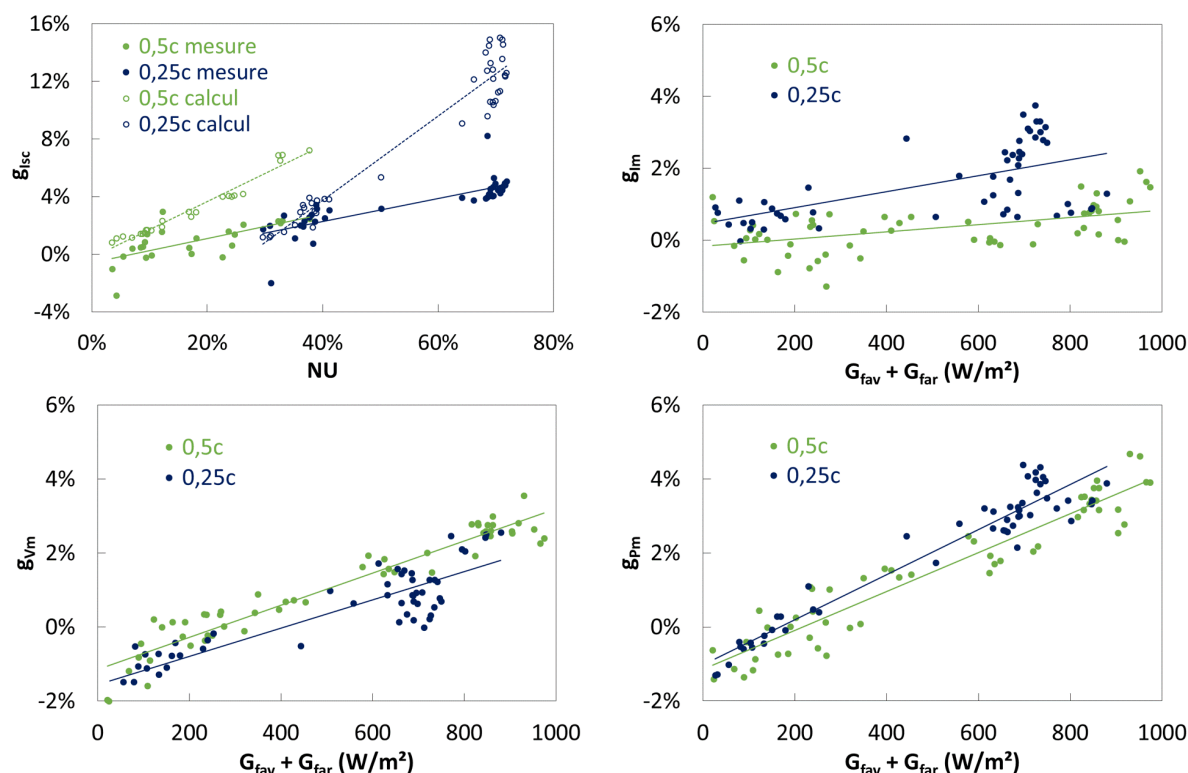 16%
12%
8%
4%
0%
-4%
gIsc
0,5c mesure
0,25c mesure
0,5c calcul
0,25c calcul
0% 20% 40% 60% 80%
NU
6%
4%
2%
0%
-2%
gIm
0,5c
0,25c
0 200 400 600 800 1000
Gfav + Gfar (W/m²)
6%
4%
2%
0%
-2%
gVm
0,5c
0,25c
0 200 400 600 800 1000
Gfav + Gfar (W/m²)
6%
4%
2%
0%
-2%
gPm
0,5c
0,25c
0 200 400 600 800 1000
Gfav + Gfar (W/m²)